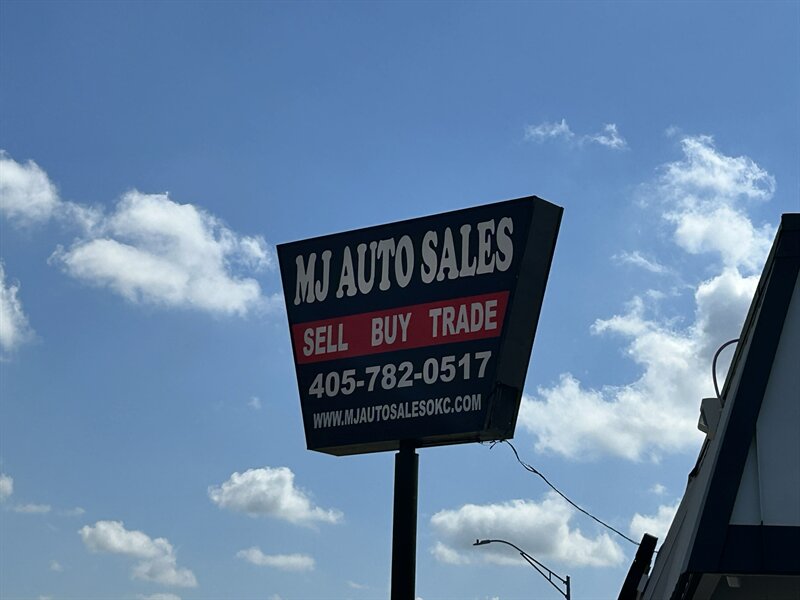 MJ AUTO SALES
SELL BUY TRADE
405-782-0517
WWW.MJAUTOSALESOKC.COM